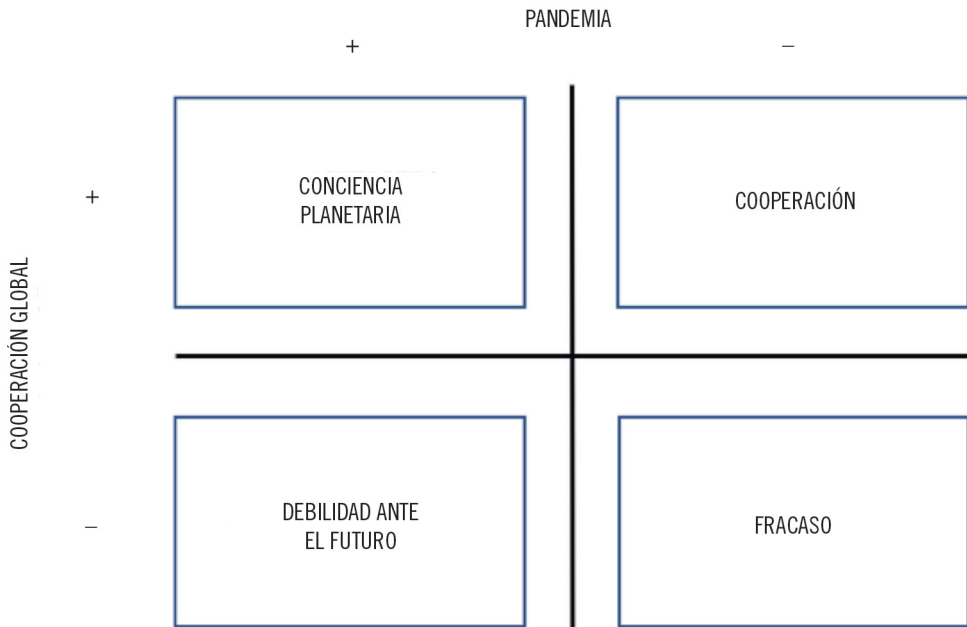 PANDEMIA
+ –
COOPERACIÓN GLOBAL
+
CONCIENCIA
PLANETARIA
COOPERACIÓN
–
DEBILIDAD ANTE
EL FUTURO
FRACASO